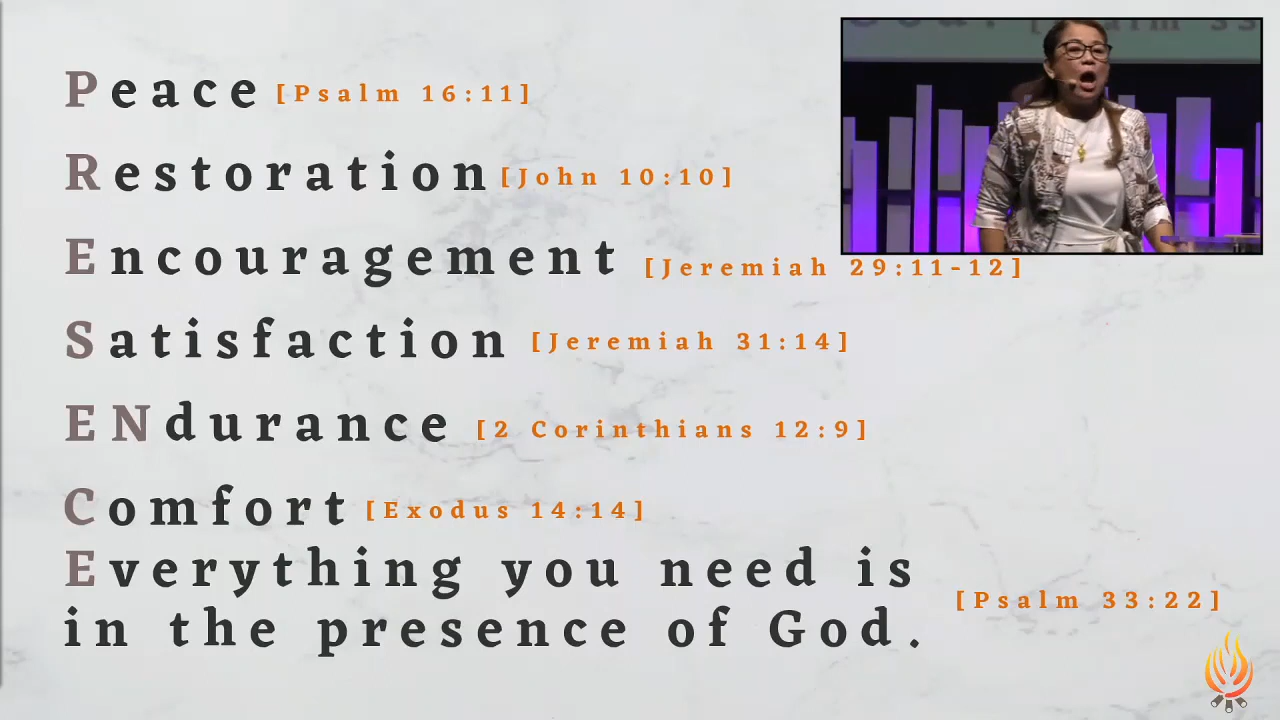 Peace [Psalm 16:11]
Restoration [John 10:10]
Encouragement [Jeremiah 29:11-12]
Satisfaction [Jeremiah 31:14]
ENdurance [2 Corinthians 12:9]
Comfort [Exodus 14:14]
Everything you need is
in the presence of God. [Psalm 33:22]